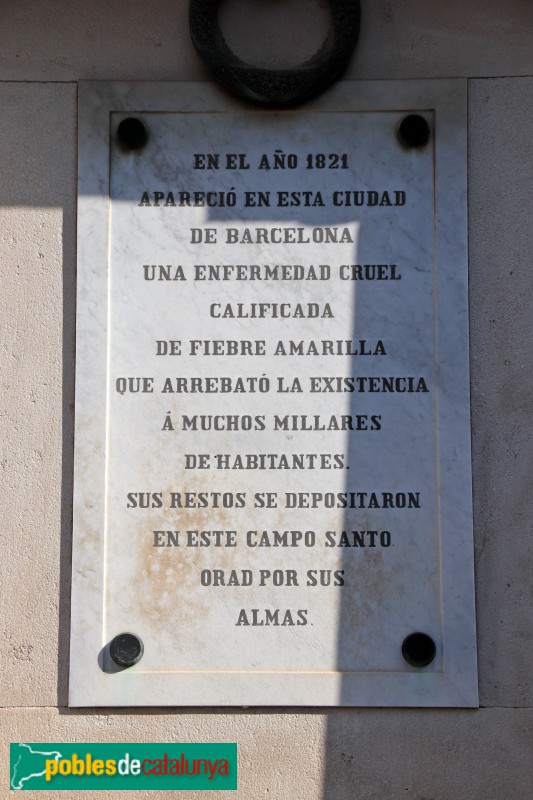 EN EL AÑO 1821
APARECIÓ EN ESTA CIUDAD
DE BARCELONA
UNA ENFERMEDAD CRUEL
CALIFICADA
DE FIEBRE AMARILLA
QUE ARREBATÓ LA EXISTENCIA
Á MUCHOS MILLARES
DE HABITANTES.
SUS RESTOS SE DEPOSITARON
EN ESTE CAMPO SANTO.
ORAD POR SUS
ALMAS.
poblesdecatalunya